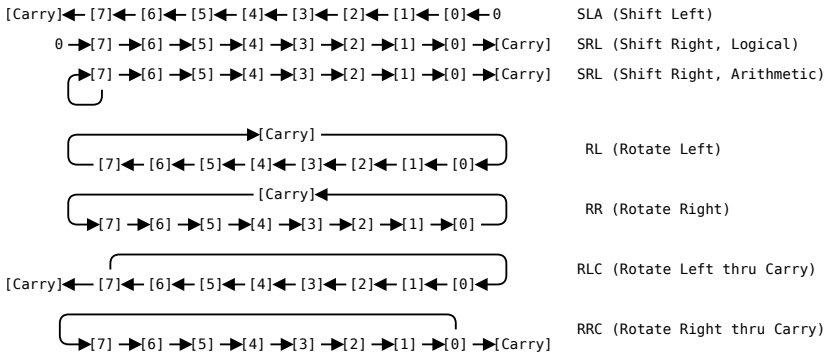 [Carry] [7] [6] [5] [4] [3] [2] [1] [0] 0 SLA (Shift Left)
0 [7] [6] [5] [4] [3] [2] [1] [0] [Carry] SRL (Shift Right, Logical)
[7] [6] [5] [4] [3] [2] [1] [0] [Carry] SRL (Shift Right, Arithmetic)
[Carry]
RL (Rotate Left)
[7] [6] [5] [4] [3] [2] [1] [0]
[Carry]
RR (Rotate Right)
[7] [6] [5] [4] [3] [2] [1] [0]
RLC (Rotate Left thru Carry)
[Carry] [7] [6] [5] [4] [3] [2] [1] [0]
RRC (Rotate Right thru Carry)
[7] [6] [5] [4] [3] [2] [1] [0] [Carry]